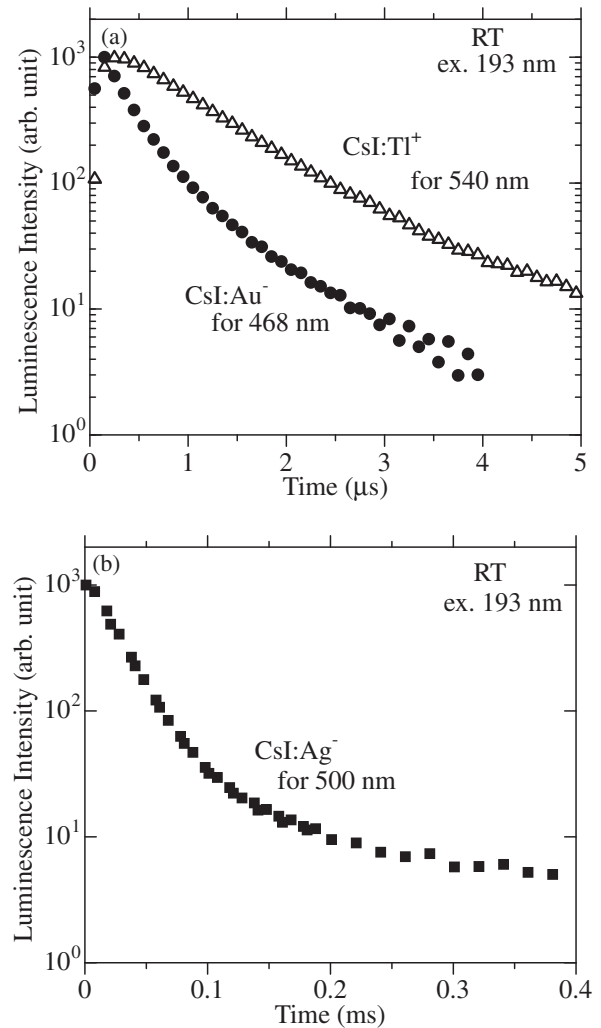 (a)
RT
ex. 193 nm
10³
10²
10¹
10⁰
Luminescence Intensity (arb. unit)
CsI:Tl⁺
for 540 nm
CsI:Au⁻
for 468 nm
0 1 2 3 4 5
Time (μs)
(b)
RT
ex. 193 nm
10³
10²
10¹
10⁰
Luminescence Intensity (arb. unit)
CsI:Ag⁻
for 500 nm
0 0.1 0.2 0.3 0.4
Time (ms)